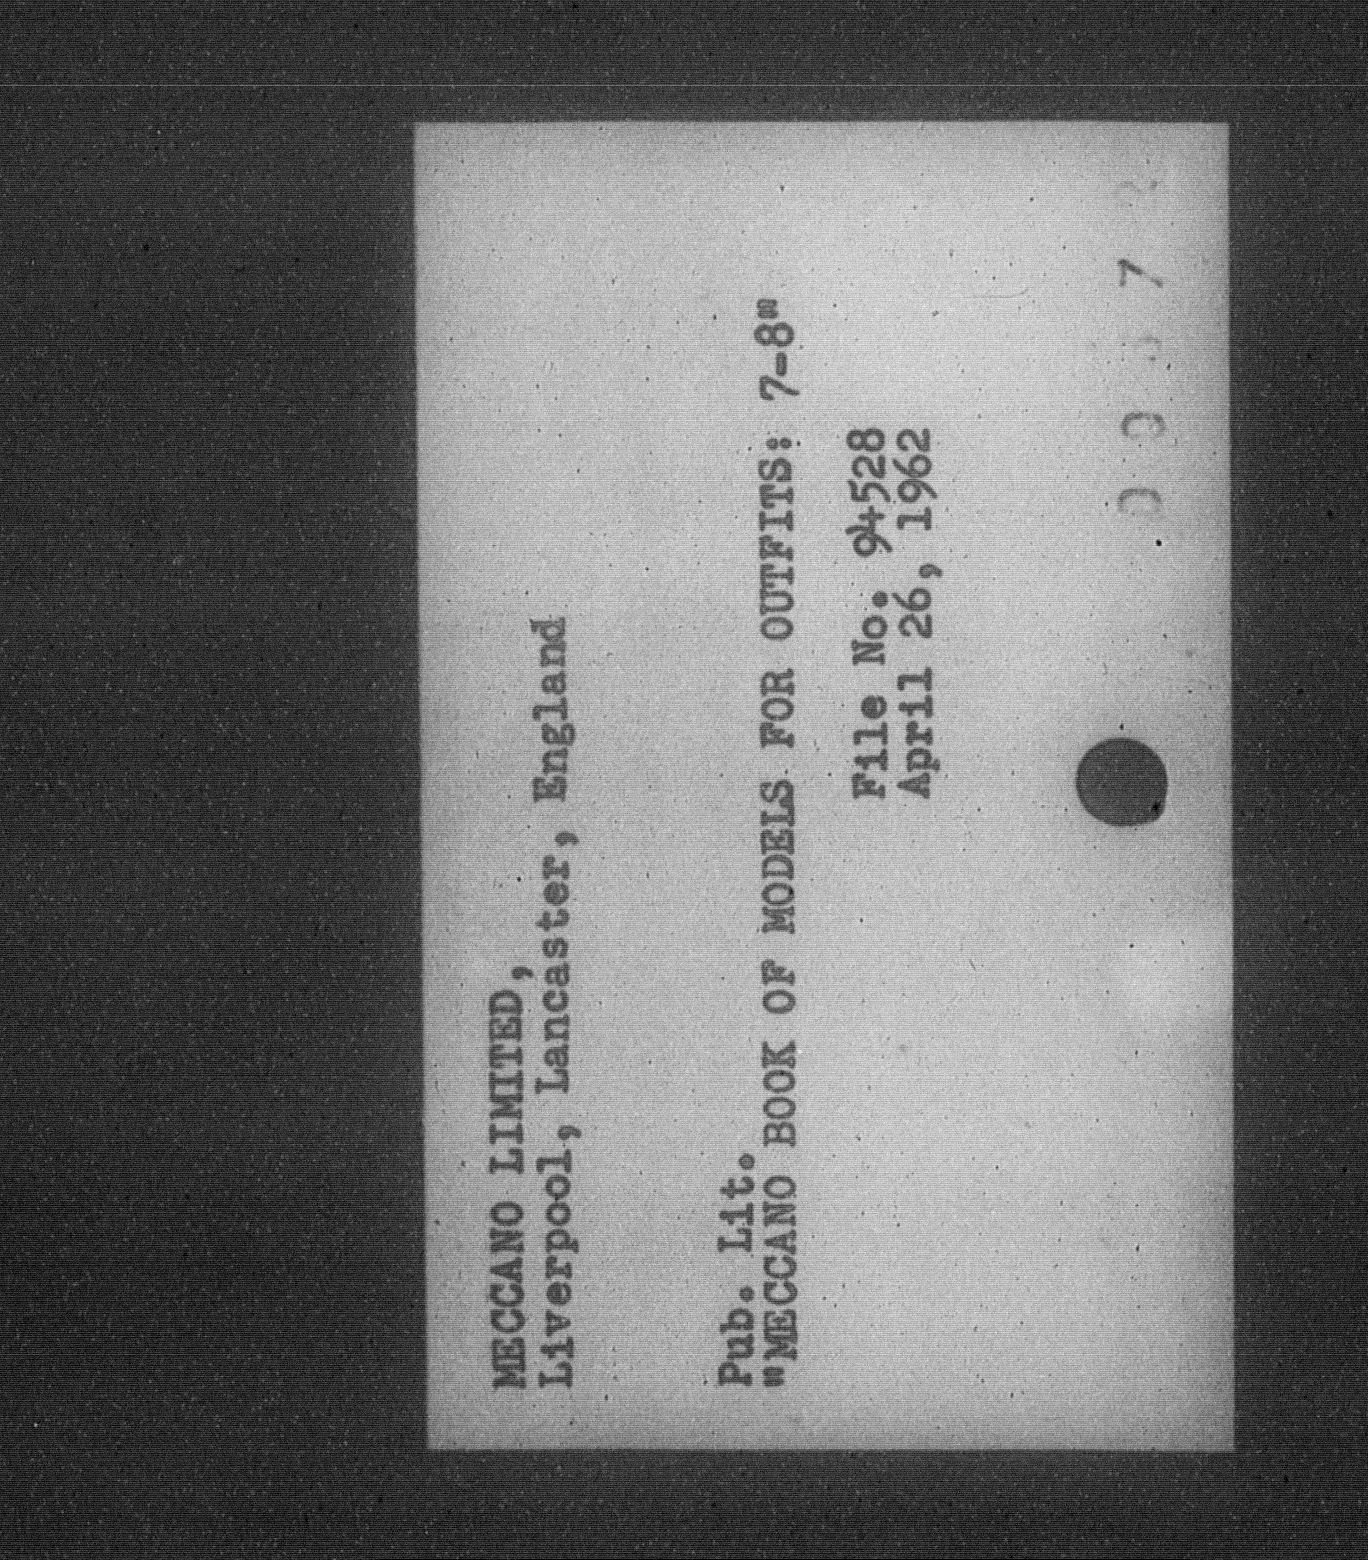 MECCANO LIMITED,
Liverpool, Lancaster, England
Pub. Lit.
"MECCANO BOOK OF MODELS FOR OUTFITS: 7-8"
File No. 94528
April 26, 1962